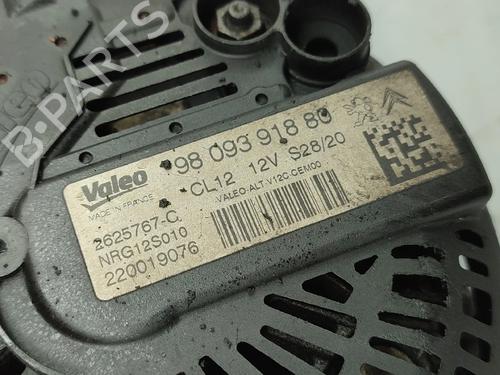 B-PARTS
98 093 918 80
CL12 12V S28/20
VALEO:ALT-V12C-CEM00
Valeo
MADE IN FRANCE
2625767-C
NRG12S010
220019076